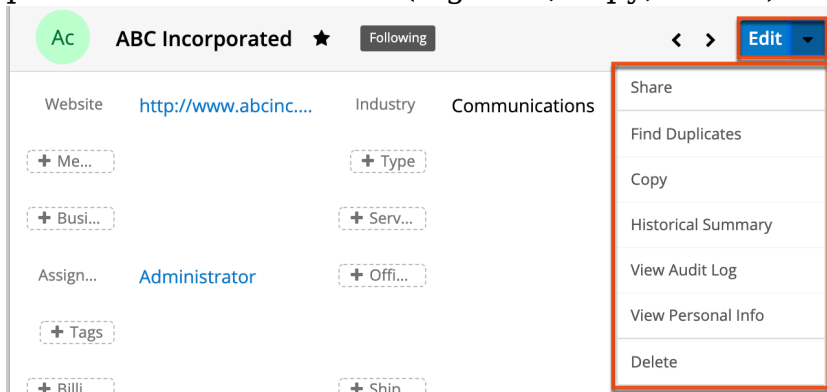 Ac ABC Incorporated ★ Following < > Edit
Website http://www.abcinc.... Industry Communications
Share
Find Duplicates
+ Me... + Type
Copy
+ Busi... + Serv...
Historical Summary
Assign... Administrator + Offi...
View Audit Log
View Personal Info
+ Tags
Delete
+ Billi + Ship